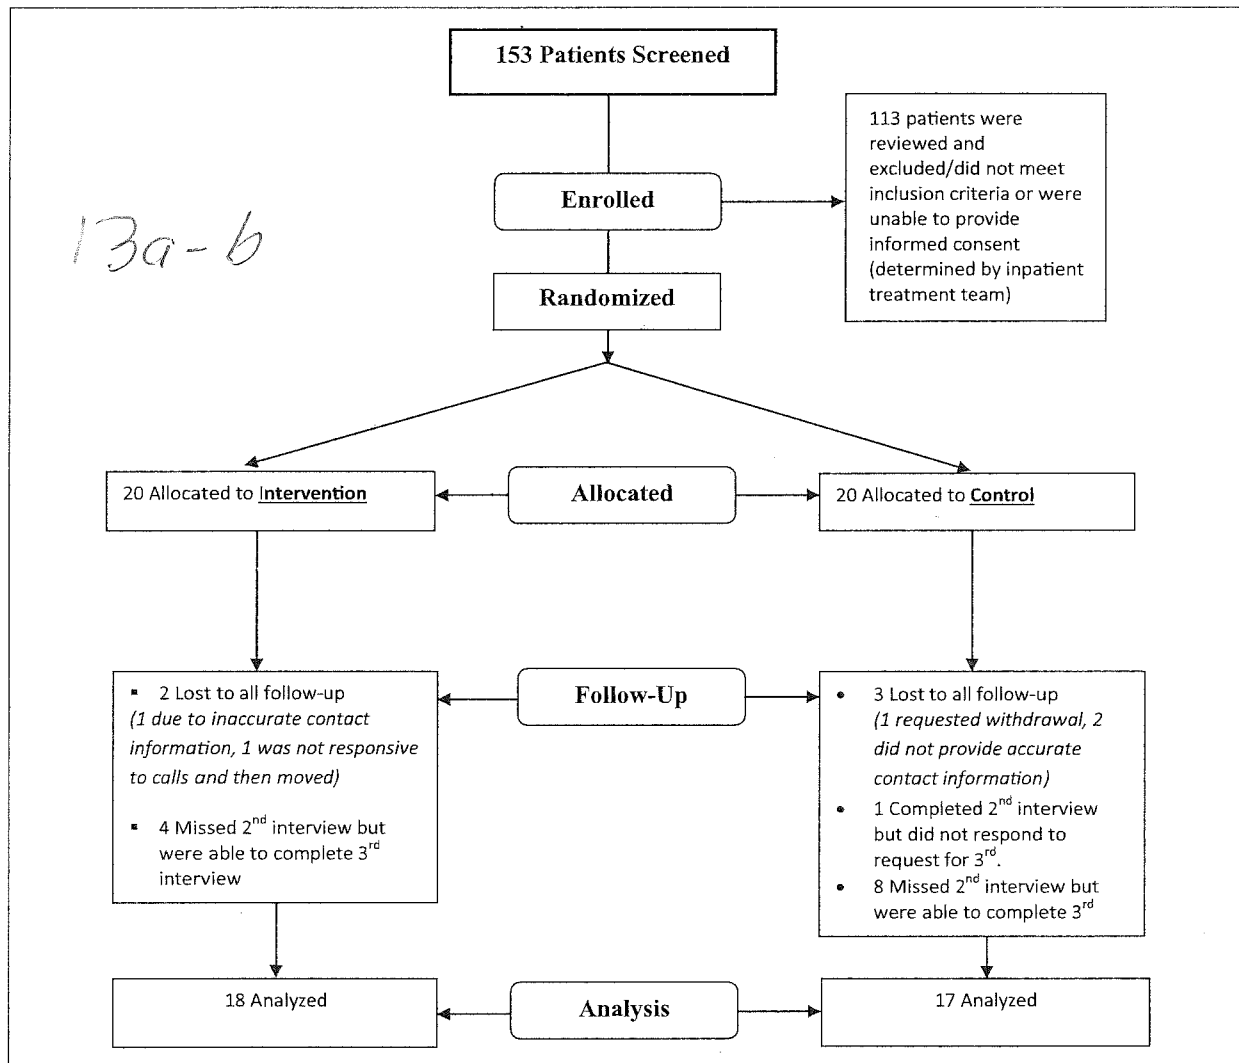 153 Patients Screened
113 patients were
reviewed and
excluded/did not meet
inclusion criteria or were
unable to provide
informed consent
(determined by inpatient
treatment team)
Enrolled
13a-b
Randomized
20 Allocated to Intervention
Allocated
20 Allocated to Control
▪ 2 Lost to all follow-up
(1 due to inaccurate contact
information, 1 was not responsive
to calls and then moved)
▪ 4 Missed 2nd interview but
were able to complete 3rd
interview
Follow-Up
• 3 Lost to all follow-up
(1 requested withdrawal, 2
did not provide accurate
contact information)
• 1 Completed 2nd interview
but did not respond to
request for 3rd.
• 8 Missed 2nd interview but
were able to complete 3rd
18 Analyzed
Analysis
17 Analyzed